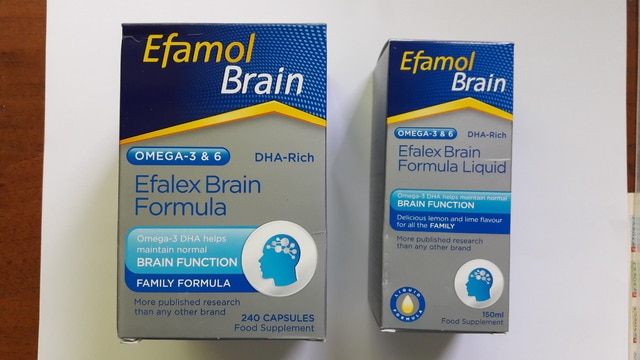 Efamol
Brain
OMEGA-3 & 6
DHA-Rich
Efalex Brain
Formula
Omega-3 DHA helps
maintain normal
BRAIN FUNCTION
FAMILY FORMULA
More published research
than any other brand
240 CAPSULES
Food Supplement
Efamol
Brain
OMEGA-3 & 6
DHA-Rich
Efalex Brain
Formula Liquid
Omega-3 DHA helps maintain normal
BRAIN FUNCTION
Delicious lemon and lime flavour
for all the FAMILY
More published research
than any other brand
LIQUID
FORMULA
150ml
Food Supplement